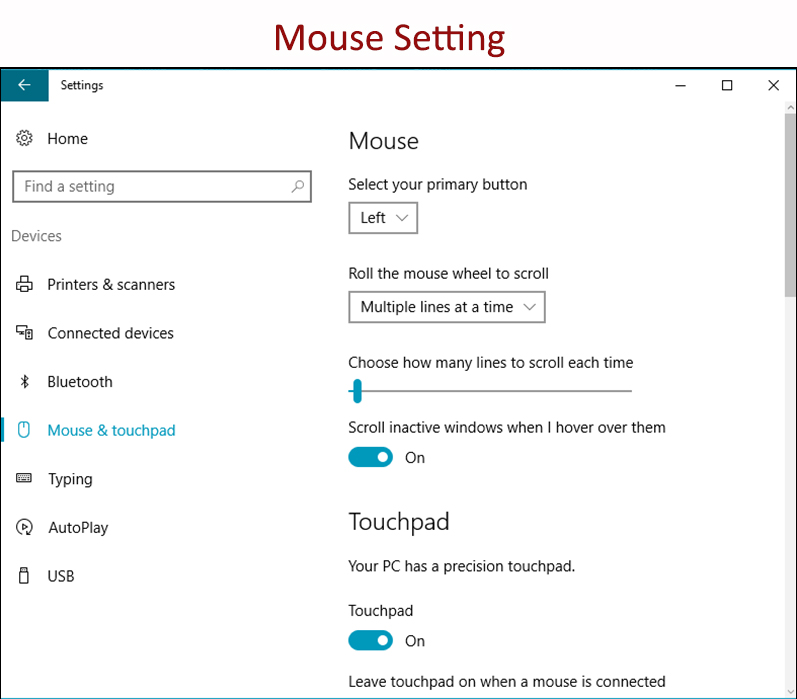 Mouse Setting
Settings
Home
Find a setting
Devices
Printers & scanners
Connected devices
Bluetooth
Mouse & touchpad
Typing
AutoPlay
USB
Mouse
Select your primary button
Left
Roll the mouse wheel to scroll
Multiple lines at a time
Choose how many lines to scroll each time
Scroll inactive windows when I hover over them
On
Touchpad
Your PC has a precision touchpad.
Touchpad
On
Leave touchpad on when a mouse is connected